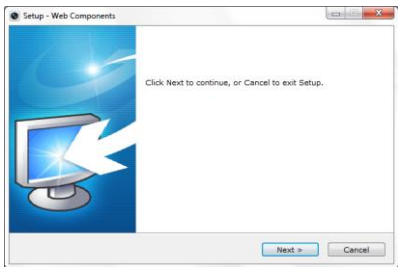 Setup - Web Components
Click Next to continue, or Cancel to exit Setup.
Next >
Cancel